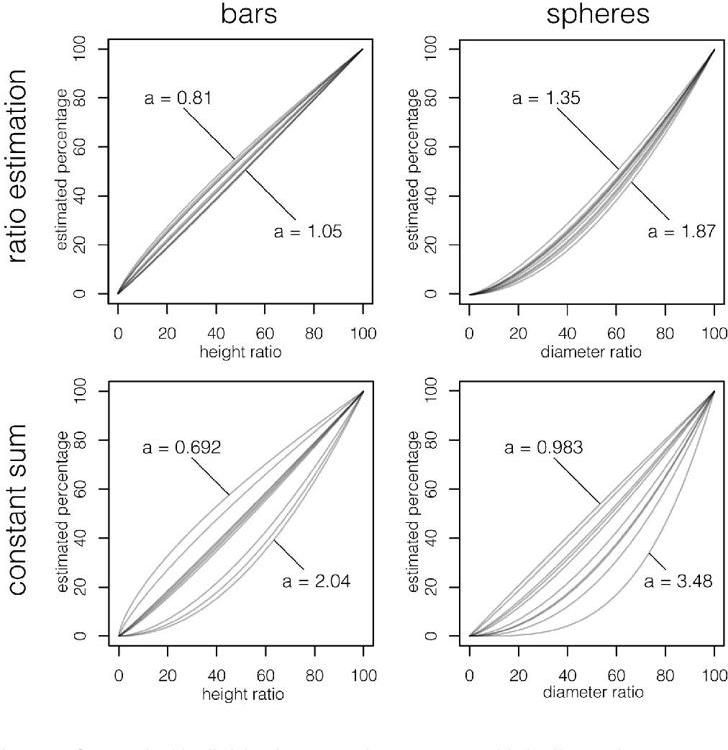 bars
spheres
ratio estimation
estimated percentage
0 20 40 60 80 100
a = 0.81
a = 1.05
0 20 40 60 80 100
height ratio
estimated percentage
0 20 40 60 80 100
a = 1.35
a = 1.87
0 20 40 60 80 100
diameter ratio
constant sum
estimated percentage
0 20 40 60 80 100
a = 0.692
a = 2.04
0 20 40 60 80 100
height ratio
estimated percentage
0 20 40 60 80 100
a = 0.983
a = 3.48
0 20 40 60 80 100
diameter ratio